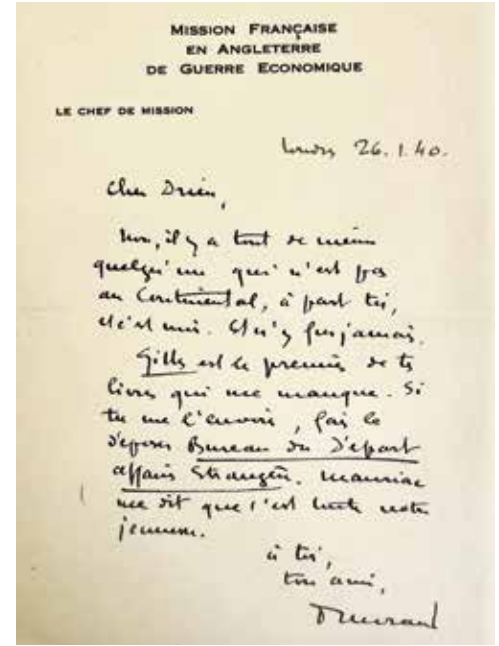 MISSION FRANÇAISE
EN ANGLETERRE
DE GUERRE ECONOMIQUE
LE CHEF DE MISSION
Londres 26.1.40.
Cher Drieu,
Non, il y a tout de même
quelqu'un qui n'est pas
au Continental, à part toi,
et c'est moi. Et n'y fus jamais.
Gilles est le premier de tes
livres qui me manque. Si
tu me l'envoies, fais le
déposer Bureau du Départ
affaires Etrangères. Mauriac
me dit que c'est toute notre
jeunesse.
à toi,
ton ami,